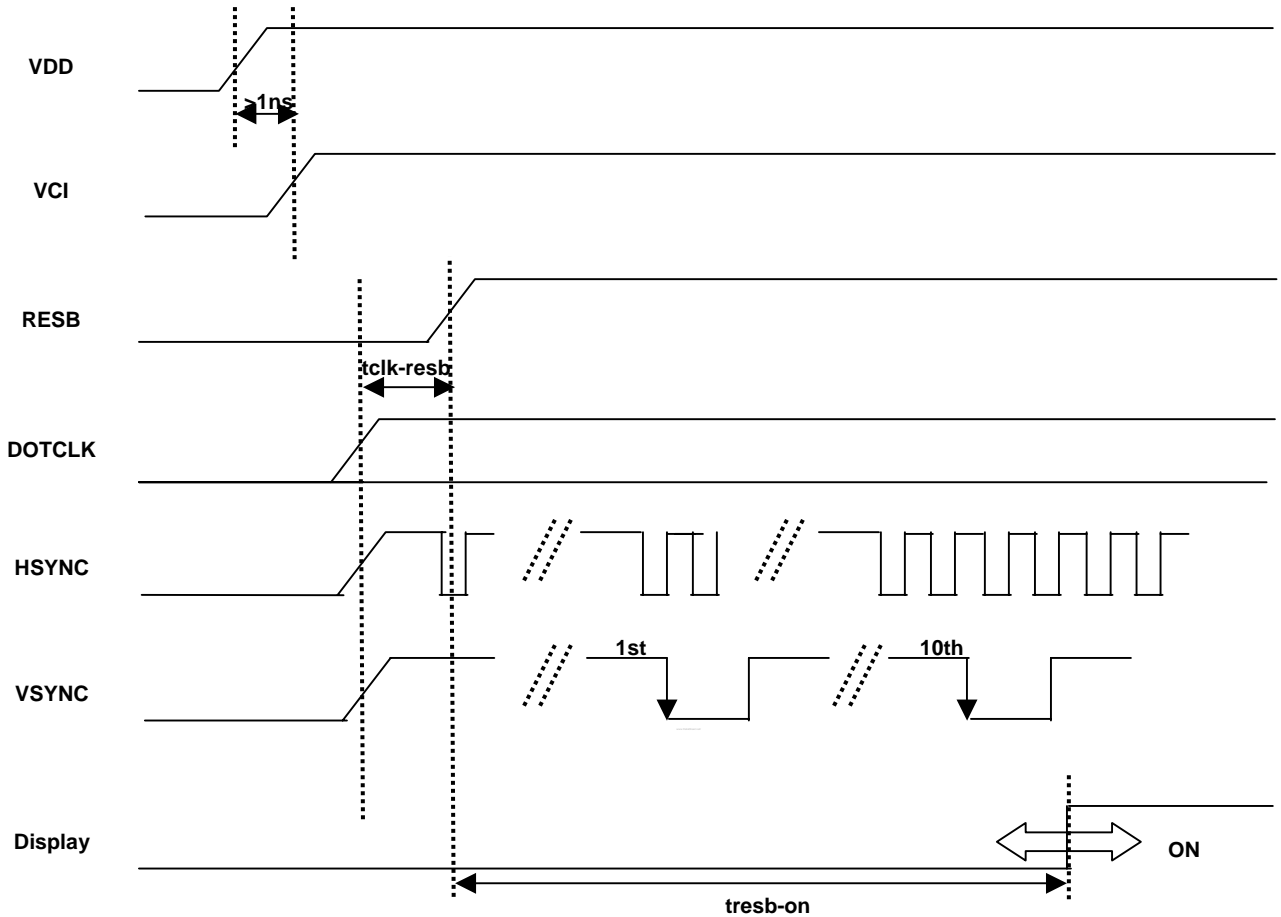 VDD
>1ns
VCI
RESB
tclk-resb
DOTCLK
HSYNC
VSYNC
1st
10th
Display
ON
tresb-on